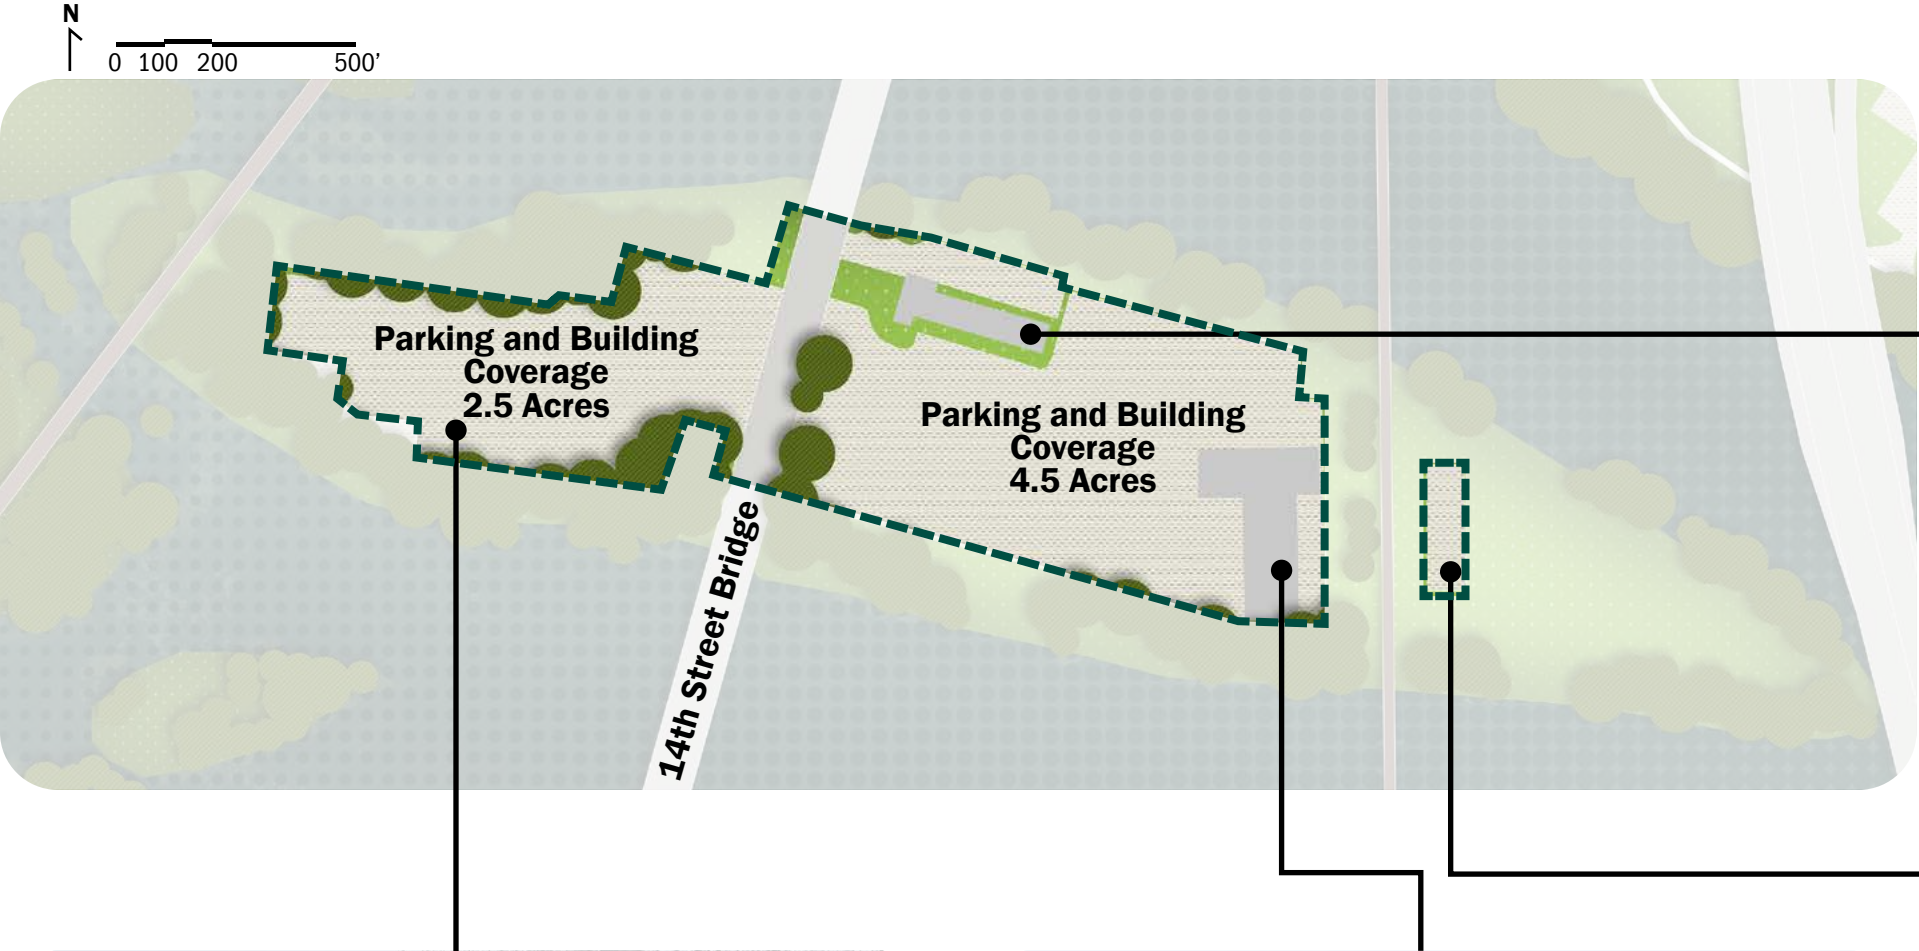 N
0 100 200 500’
Parking and Building
Coverage
2.5 Acres
Parking and Building
Coverage
4.5 Acres
14th Street Bridge